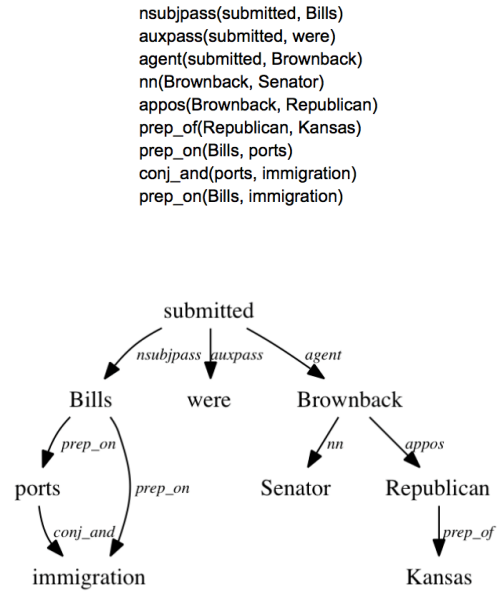 nsubjpass(submitted, Bills)
auxpass(submitted, were)
agent(submitted, Brownback)
nn(Brownback, Senator)
appos(Brownback, Republican)
prep_of(Republican, Kansas)
prep_on(Bills, ports)
conj_and(ports, immigration)
prep_on(Bills, immigration)
submitted
nsubjpass auxpass agent
Bills were Brownback
prep_on nn appos
ports prep_on Senator Republican
conj_and prep_of
immigration Kansas